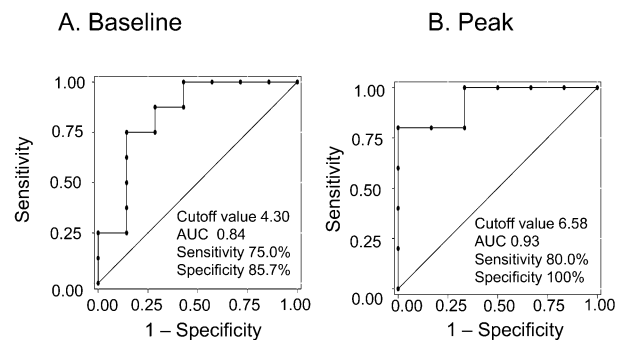 A. Baseline
Sensitivity
1.00
0.75
0.50
0.25
0.00
Cutoff value 4.30
AUC 0.84
Sensitivity 75.0%
Specificity 85.7%
0.00 0.25 0.50 0.75 1.00
1 – Specificity
B. Peak
Sensitivity
1.00
0.75
0.50
0.25
0.00
Cutoff value 6.58
AUC 0.93
Sensitivity 80.0%
Specificity 100%
0.00 0.25 0.50 0.75 1.00
1 – Specificity